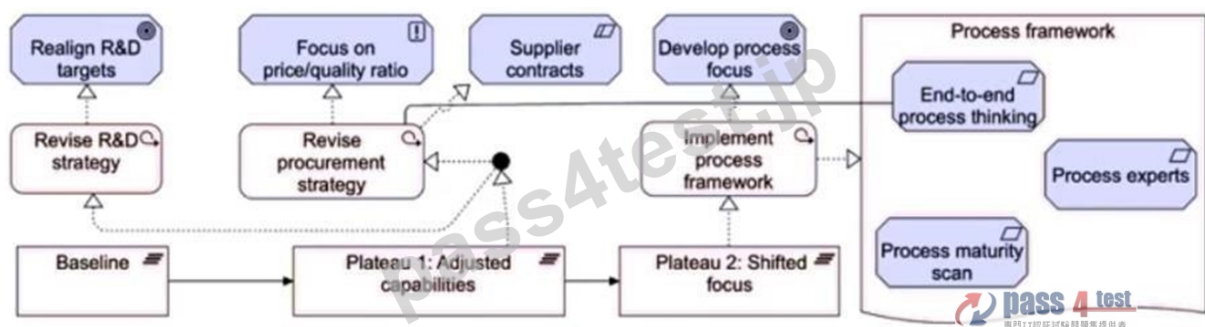 Realign R&D
targets
Focus on
price/quality ratio
Supplier
contracts
Develop process
focus
Process framework
End-to-end
process thinking
Revise R&D
strategy
Revise
procurement
strategy
Implement
process
framework
Process experts
Process maturity
scan
Baseline
Plateau 1: Adjusted
capabilities
Plateau 2: Shifted
focus
pass4test.jp
pass 4 test